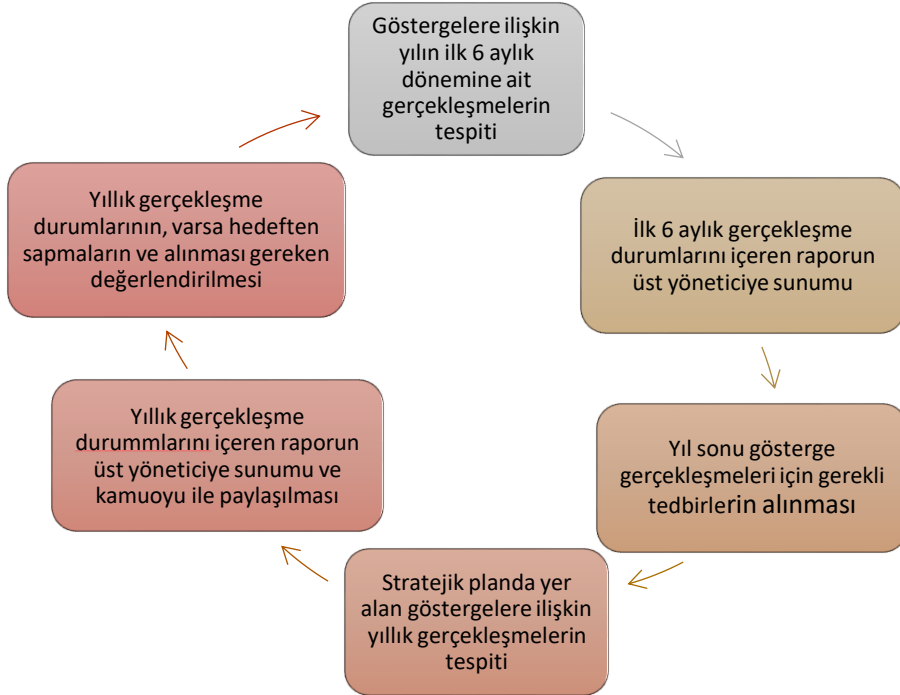 Göstergelere ilişkin
yılın ilk 6 aylık
dönemine ait
gerçekleşmelerin
tespiti
İlk 6 aylık gerçekleşme
durumlarını içeren raporun
üst yöneticiye sunumu
Yıl sonu gösterge
gerçekleşmeleri için gerekli
tedbirlerin alınması
Stratejik planda yer
alan göstergelere ilişkin
yıllık gerçekleşmelerin
tespiti
Yıllık gerçekleşme
durummlarını içeren raporun
üst yöneticiye sunumu ve
kamuoyu ile paylaşılması
Yıllık gerçekleşme
durumlarının, varsa hedeften
sapmaların ve alınması gereken
değerlendirilmesi